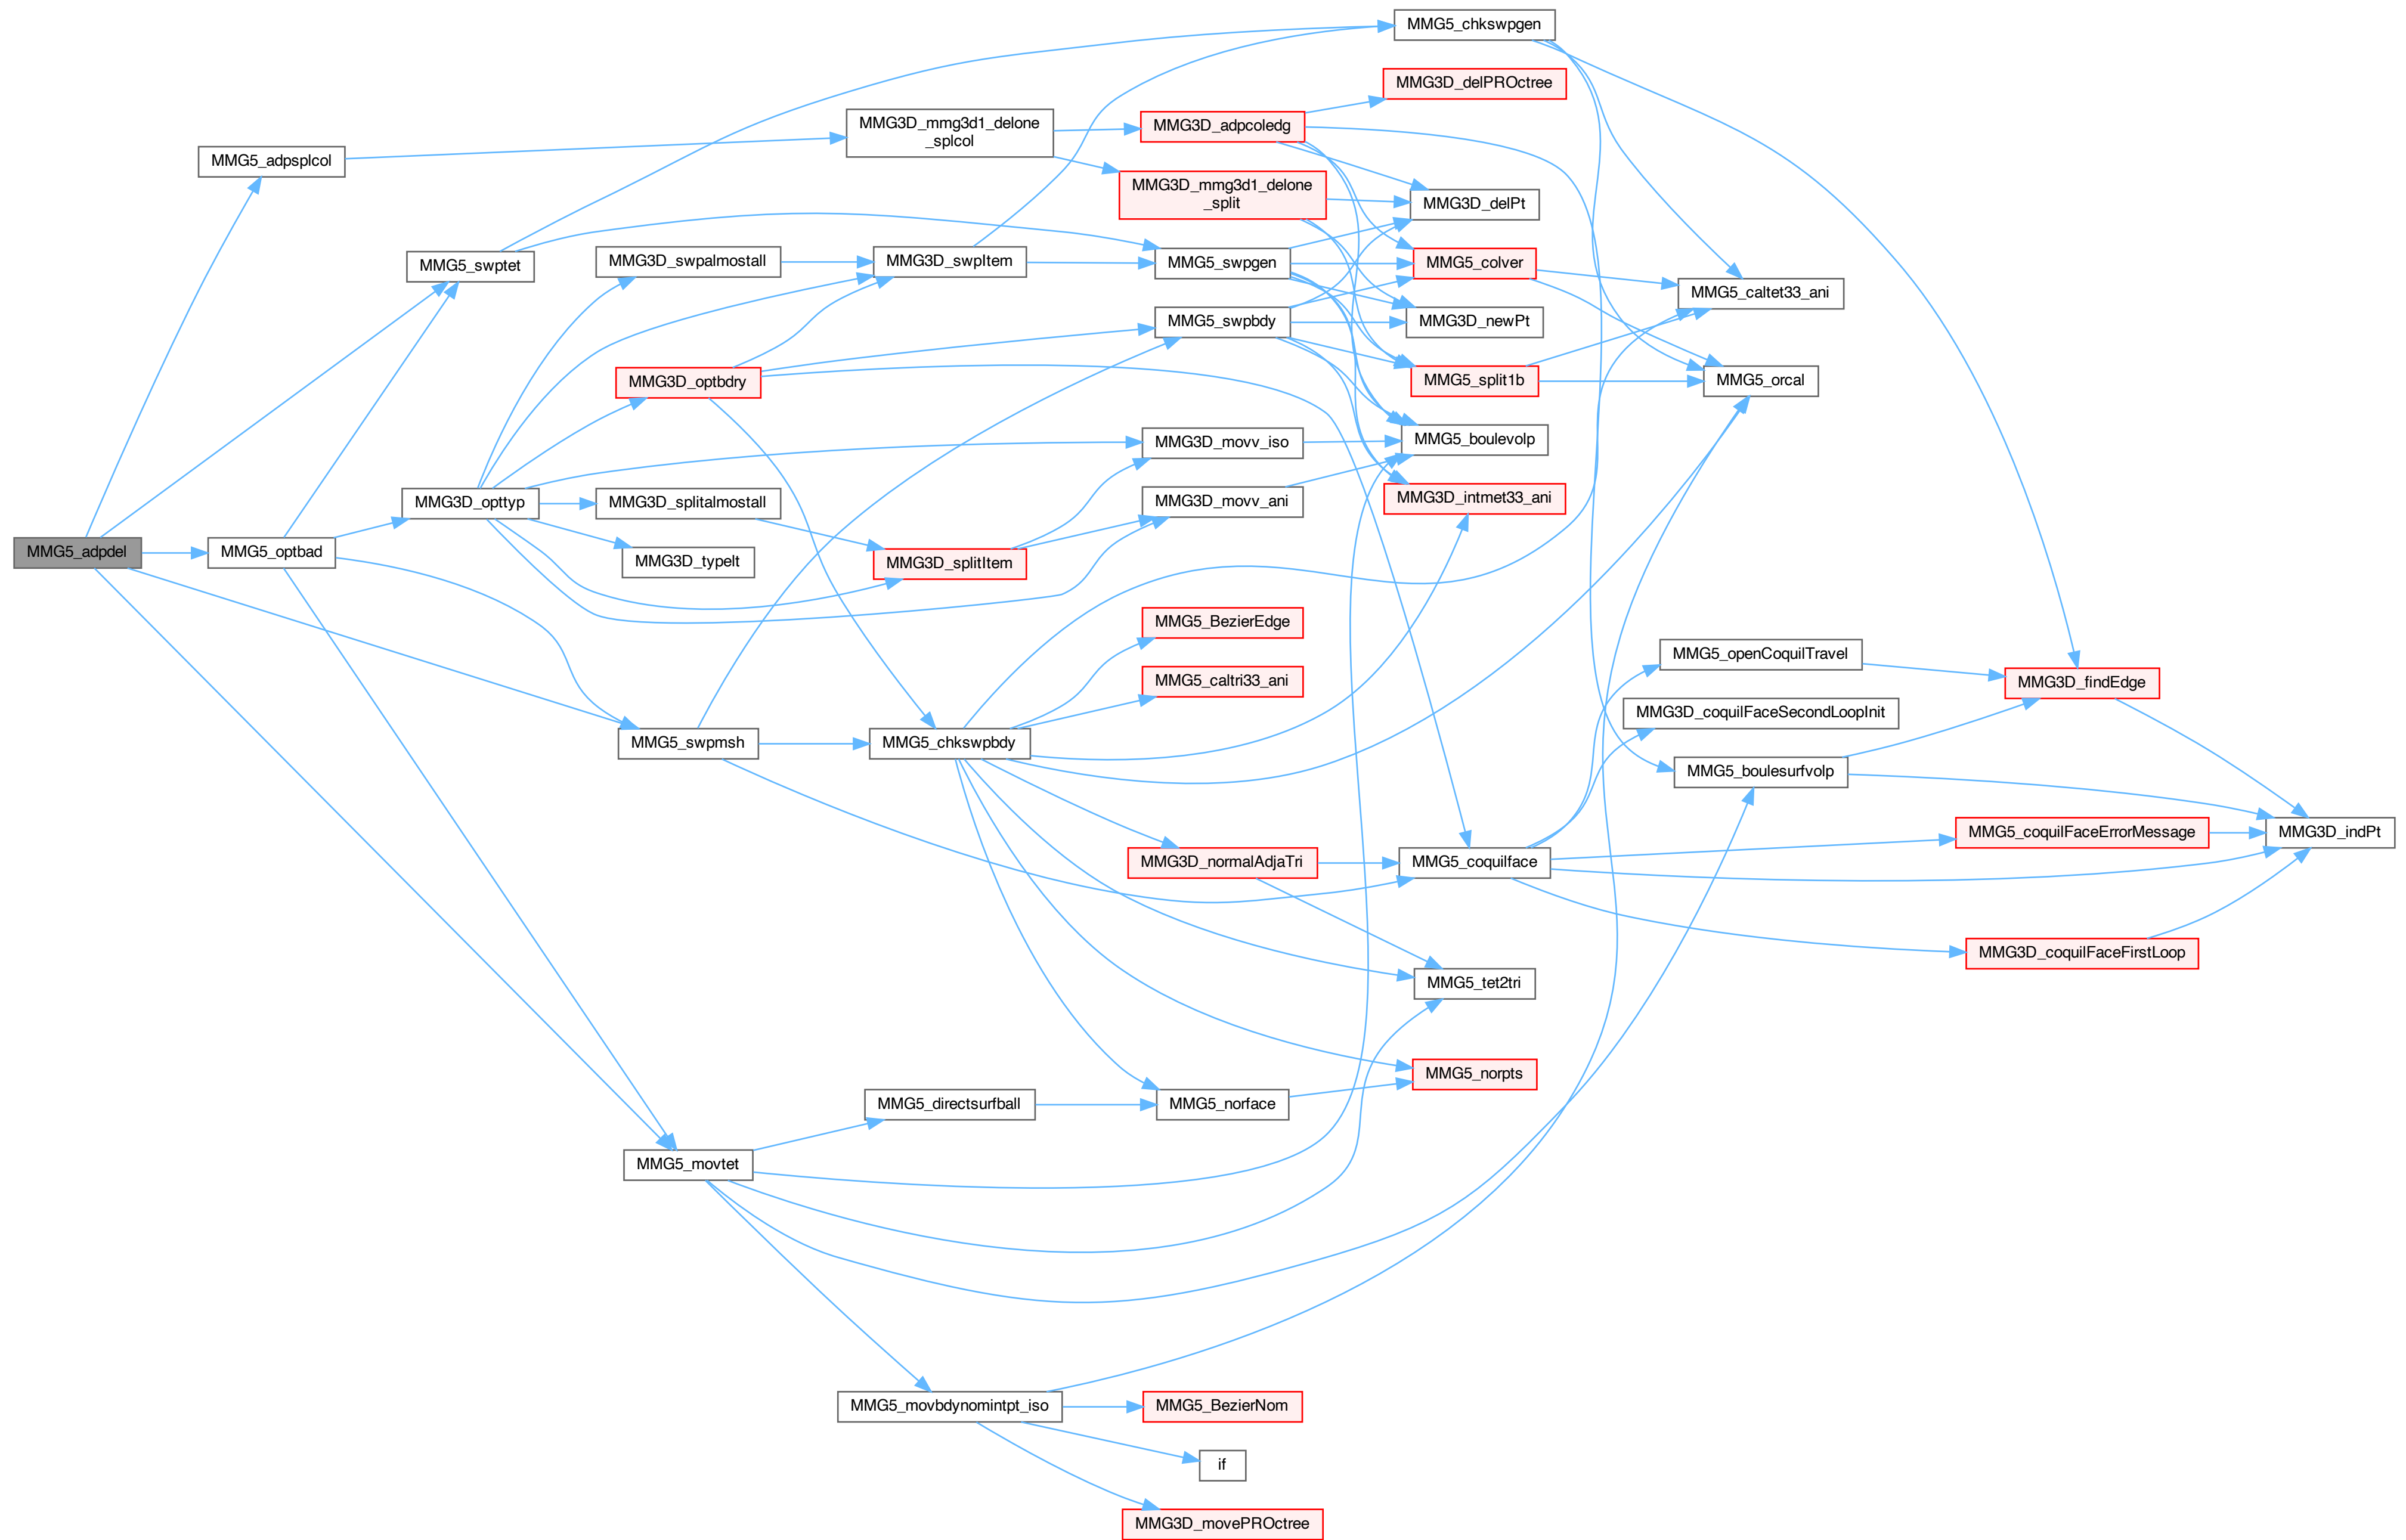 MMG5_chkswpgen
MMG3D_delPROctree
MMG3D_mmg3d1_delone
_splcol
MMG3D_adpcoledg
MMG5_adpsplcol
MMG3D_mmg3d1_delone
_split
MMG3D_delPt
MMG5_swptet
MMG3D_swpalmostall
MMG3D_swpItem
MMG5_swpgen
MMG5_colver
MMG5_caltet33_ani
MMG5_swpbdy
MMG3D_newPt
MMG3D_optbdry
MMG5_split1b
MMG5_orcal
MMG3D_movv_iso
MMG5_boulevolp
MMG3D_opttyp
MMG3D_splitalmostall
MMG3D_movv_ani
MMG3D_intmet33_ani
MMG5_adpdel
MMG5_optbad
MMG3D_typelt
MMG3D_splitItem
MMG5_BezierEdge
MMG5_openCoquilTravel
MMG5_caltri33_ani
MMG3D_findEdge
MMG3D_coquilFaceSecondLoopInit
MMG5_swpmsh
MMG5_chkswpbdy
MMG5_boulesurfvolp
MMG5_coquilFaceErrorMessage
MMG3D_indPt
MMG3D_normalAdjaTri
MMG5_coquilface
MMG3D_coquilFaceFirstLoop
MMG5_tet2tri
MMG5_norpts
MMG5_directsurfball
MMG5_norface
MMG5_movtet
MMG5_movbdynomintpt_iso
MMG5_BezierNom
if
MMG3D_movePROctree